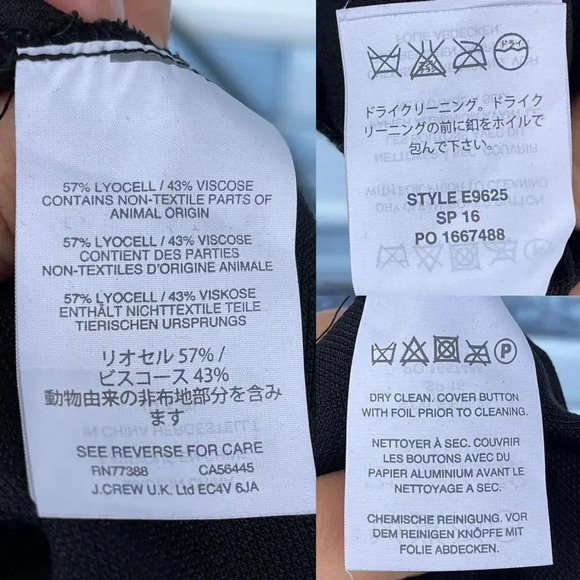 57% LYOCELL / 43% VISCOSE
CONTAINS NON-TEXTILE PARTS OF
ANIMAL ORIGIN
57% LYOCELL / 43% VISCOSE
CONTIENT DES PARTIES
NON-TEXTILES D'ORIGINE ANIMALE
57% LYOCELL / 43% VISKOSE
ENTHÄLT NICHTTEXTILE TEILE
TIERISCHEN URSPRUNGS
リオセル 57% /
ビスコース 43%
動物由来の非布地部分を含み
ます
SEE REVERSE FOR CARE
RN77388 CA56445
J.CREW U.K. Ltd EC4V 6JA
ドライ
ドライクリーニング。ドライク
リーニングの前に釦をホイルで
包んで下さい。
STYLE E9625
SP 16
PO 1667488
P
DRY CLEAN. COVER BUTTON
WITH FOIL PRIOR TO CLEANING.
NETTOYER À SEC. COUVRIR
LES BOUTONS AVEC DU
PAPIER ALUMINIUM AVANT LE
NETTOYAGE A SEC.
CHEMISCHE REINIGUNG. VOR
DEM REINIGEN KNÖPFE MIT
FOLIE ABDECKEN.